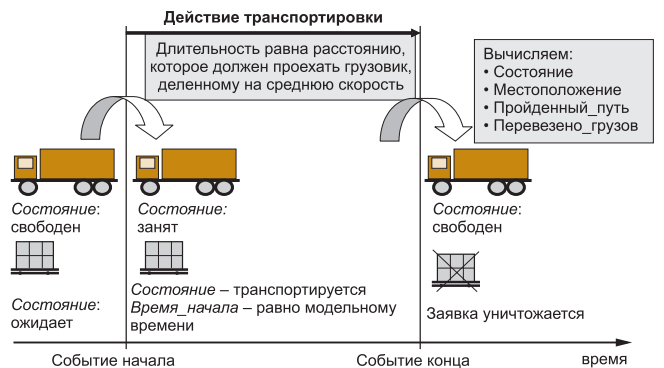 Действие транспортировки
Длительность равна расстоянию,
которое должен проехать грузовик,
деленному на среднюю скорость
Вычисляем:
• Состояние
• Местоположение
• Пройденный_путь
• Перевезено_грузов
Состояние:
свободен
Состояние:
занят
Состояние:
свободен
Состояние:
ожидает
Состояние – транспортируется
Время_начала – равно модельному
времени
Заявка уничтожается
Событие начала
Событие конца
время